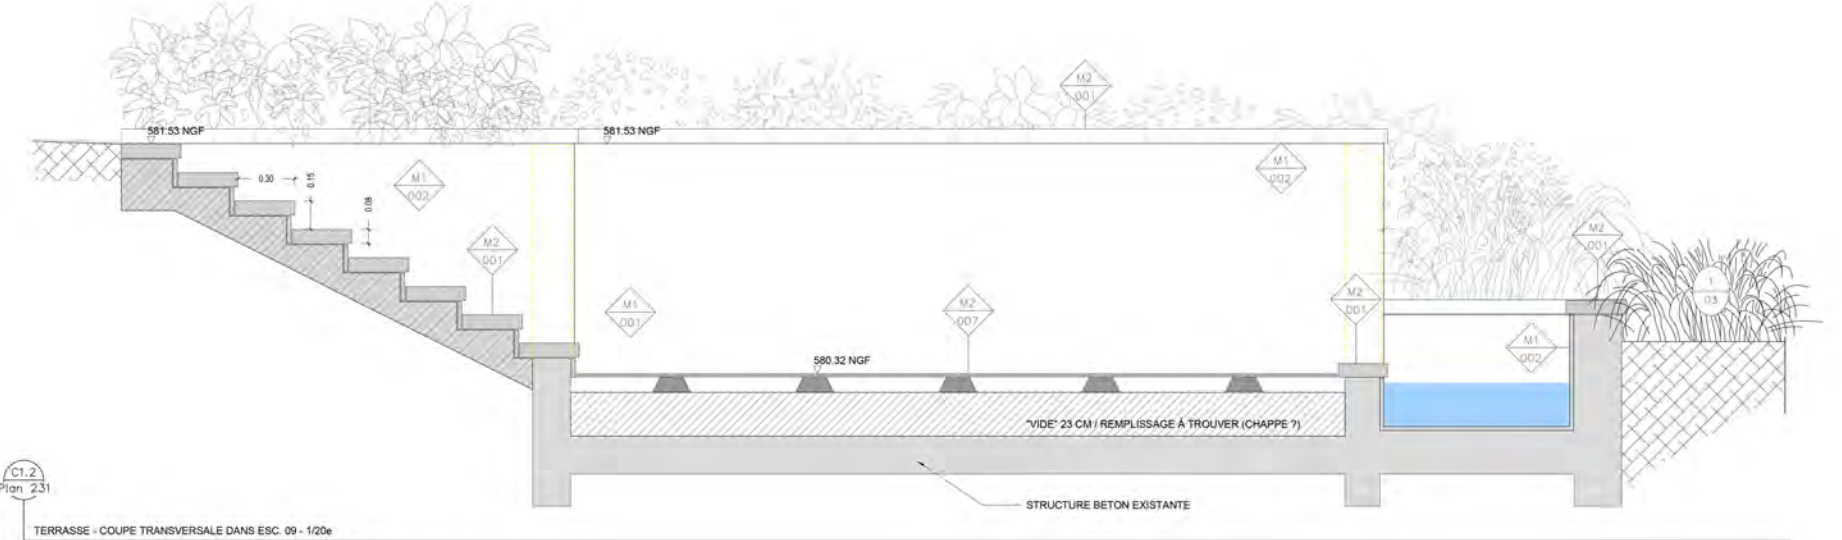 M2
001
581.53 NGF
581.53 NGF
M1
002
0.30
0.15
M1
002
0.08
M2
001
M2
001
1
03
M1
001
M2
007
M2
001
M1
002
580.32 NGF
"VIDE" 23 CM / REMPLISSAGE À TROUVER (CHAPPE ?)
C1.2
Plan 231
STRUCTURE BETON EXISTANTE
TERRASSE - COUPE TRANSVERSALE DANS ESC. 09 - 1/20e